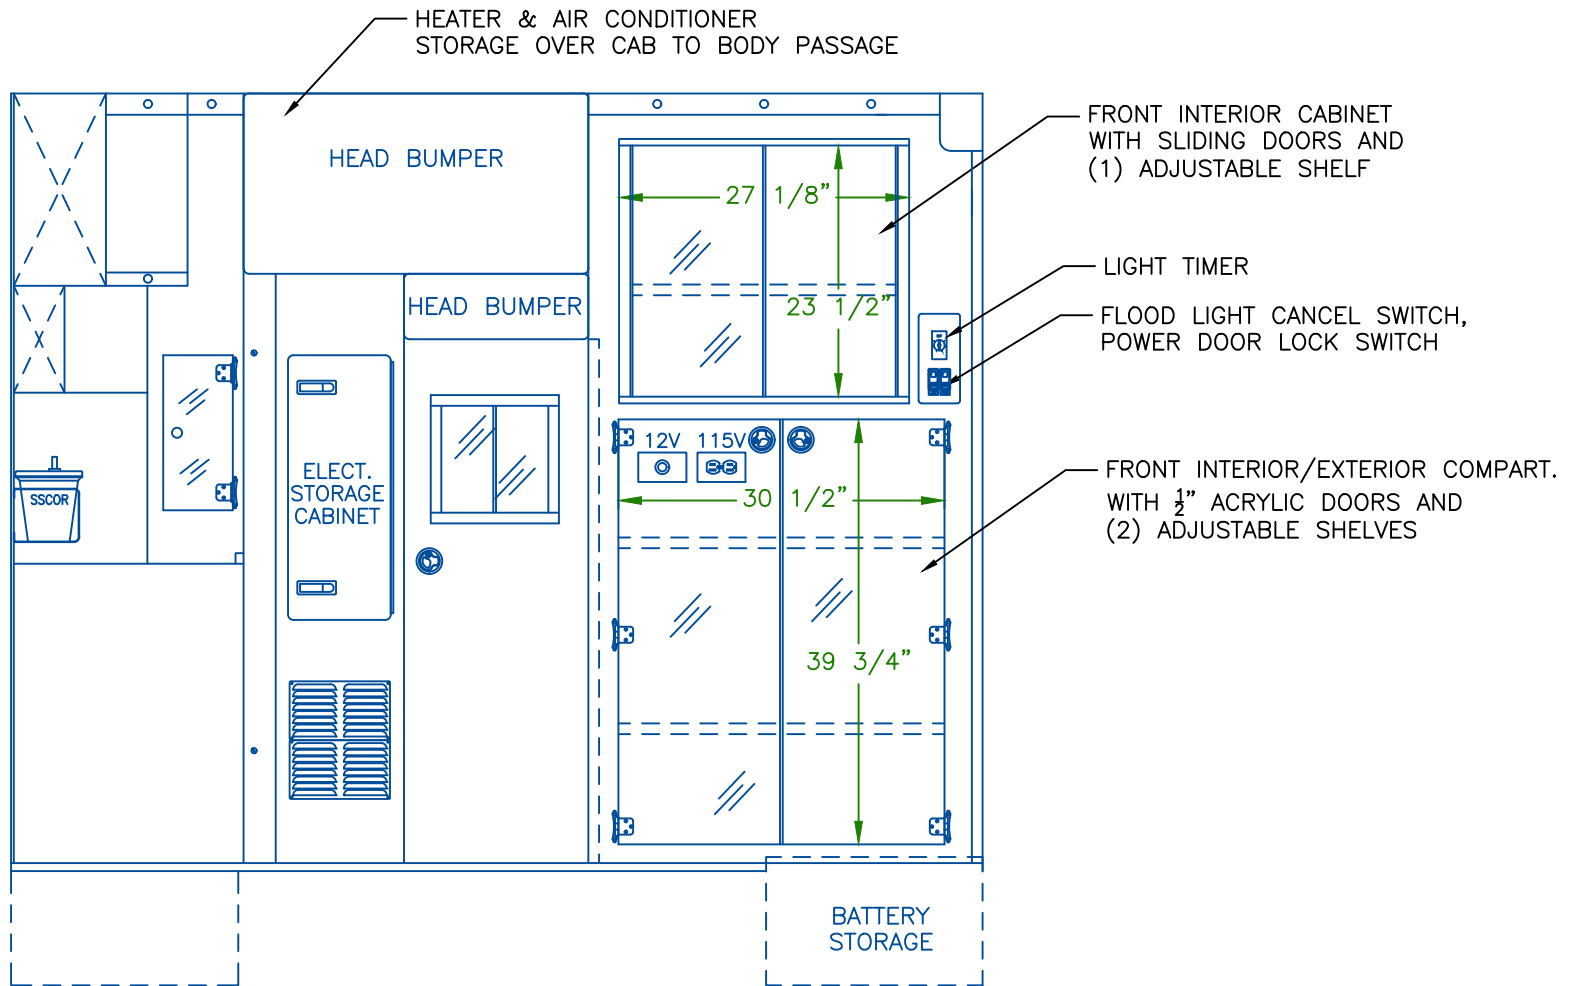 HEATER & AIR CONDITIONER
STORAGE OVER CAB TO BODY PASSAGE
HEAD BUMPER
FRONT INTERIOR CABINET
WITH SLIDING DOORS AND
(1) ADJUSTABLE SHELF
27 1/8”
LIGHT TIMER
HEAD BUMPER
23 1/2”
FLOOD LIGHT CANCEL SWITCH,
POWER DOOR LOCK SWITCH
12V
115V
ELECT.
STORAGE
CABINET
SSCOR
30 1/2”
FRONT INTERIOR/EXTERIOR COMPART.
WITH ½” ACRYLIC DOORS AND
(2) ADJUSTABLE SHELVES
39 3/4”
BATTERY
STORAGE